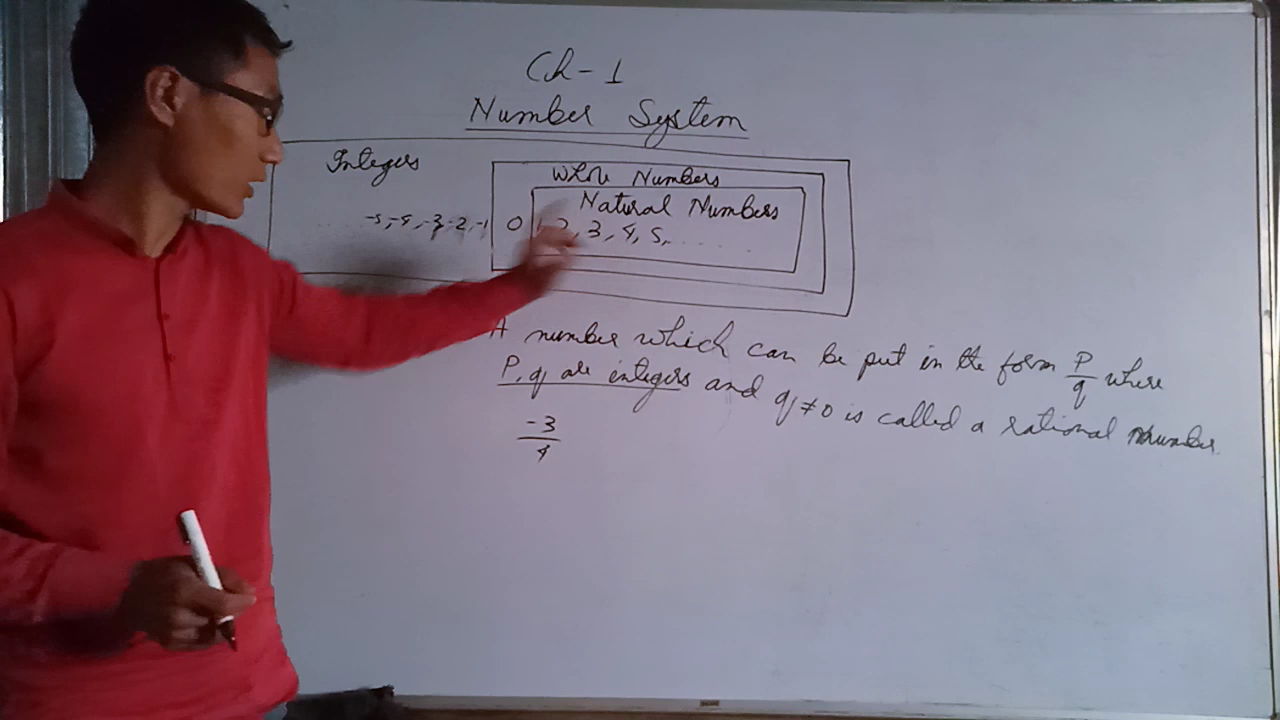 Ch-1
Number System
Integers
Whole Numbers
Natural Numbers
-5, -4, -3, -2, -1 0 1, 2, 3, 4, 5, . . . . . .
A number which can be put in the form P/q where
P, q are integers and q ≠ 0 is called a rational number.
-3/4